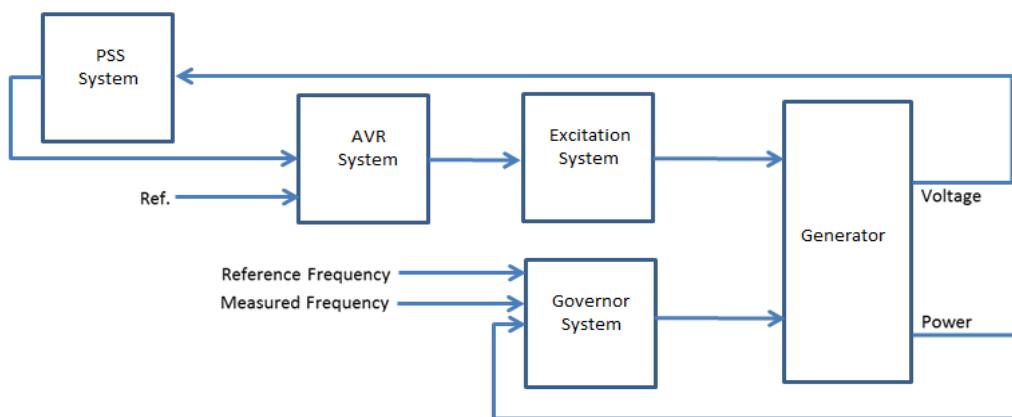 PSS
System
AVR
System
Excitation
System
Ref.
Voltage
Generator
Reference Frequency
Measured Frequency
Governor
System
Power